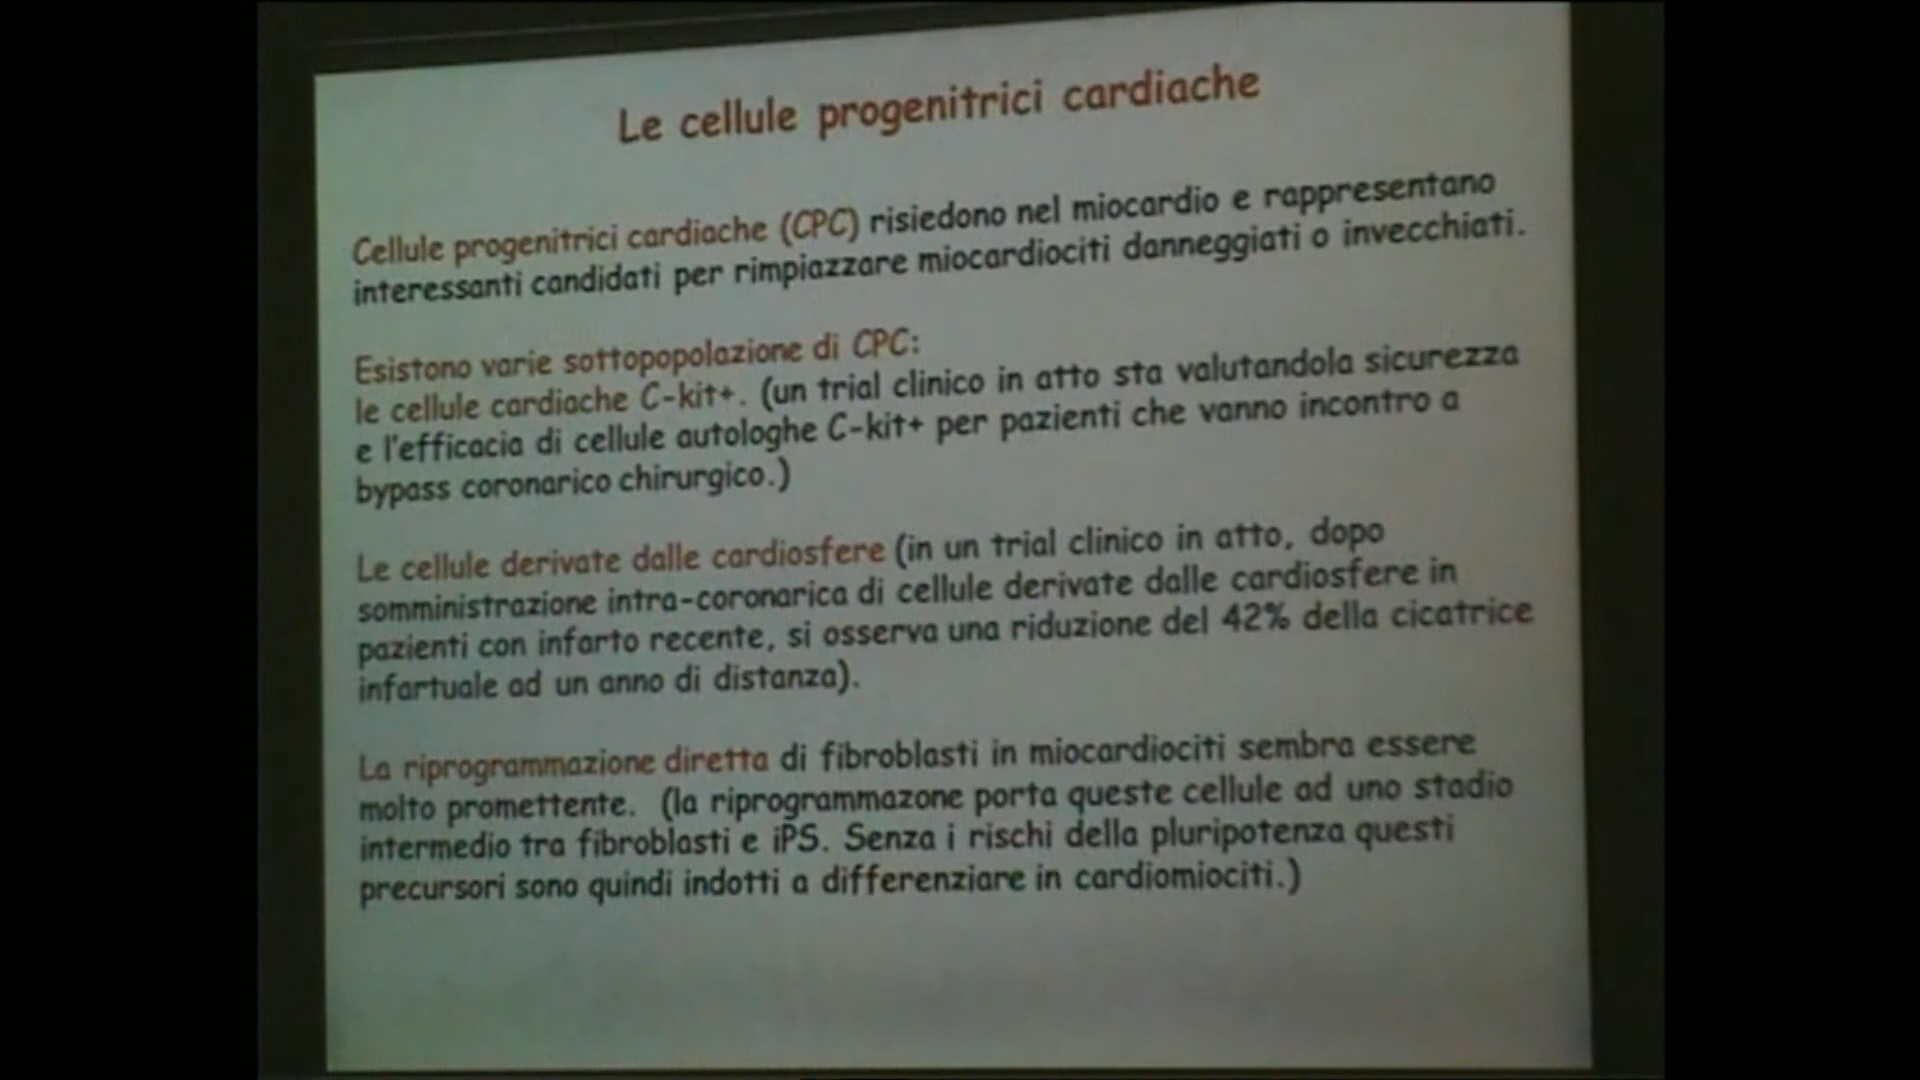 Le cellule progenitrici cardiache
Cellule progenitrici cardiache (CPC) risiedono nel miocardio e rappresentano
interessanti candidati per rimpiazzare miocardiociti danneggiati o invecchiati.
Esistono varie sottopopolazione di CPC:
le cellule cardiache C-kit+. (un trial clinico in atto sta valutandola sicurezza
e l'efficacia di cellule autologhe C-kit+ per pazienti che vanno incontro a
bypass coronarico chirurgico.)
Le cellule derivate dalle cardiosfere (in un trial clinico in atto, dopo
somministrazione intra-coronarica di cellule derivate dalle cardiosfere in
pazienti con infarto recente, si osserva una riduzione del 42% della cicatrice
infartuale ad un anno di distanza).
La riprogrammazione diretta di fibroblasti in miocardiociti sembra essere
molto promettente. (la riprogrammazone porta queste cellule ad uno stadio
intermedio tra fibroblasti e iPS. Senza i rischi della pluripotenza questi
precursori sono quindi indotti a differenziare in cardiomiociti.)